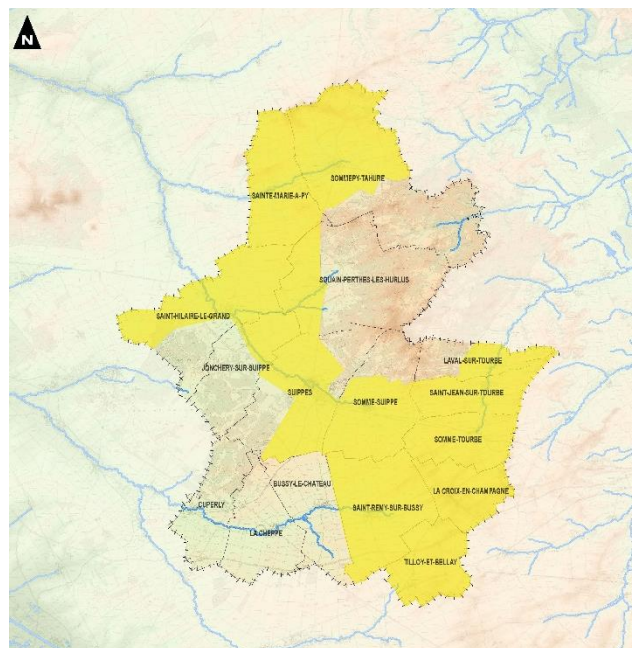 N
SOMMEPY-TAHURE
SAINTE-MARIE-A-PY
SOUAIN-PERTHES-LES-HURLUS
SAINT-HILAIRE-LE-GRAND
LAVAL-SUR-TOURBE
JONCHERY-SUR-SUIPPE
SUIPPES
SAINT-JEAN-SUR-TOURBE
SOMME-SUIPPE
SOMME-TOURBE
BUSSY-LE-CHATEAU
LA CROIX-EN-CHAMPAGNE
CUPERLY
SAINT-REMY-SUR-BUSSY
LA CHEPPE
TILLOY-ET-BELLAY